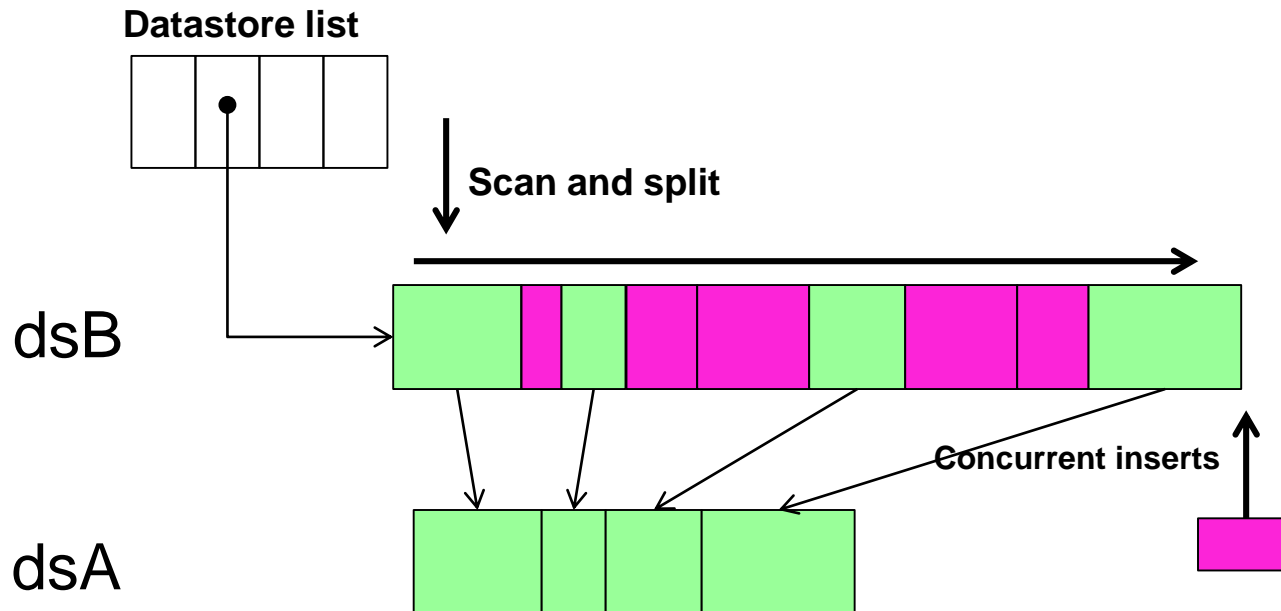 Datastore list
Scan and split
dsB
Concurrent inserts
dsA